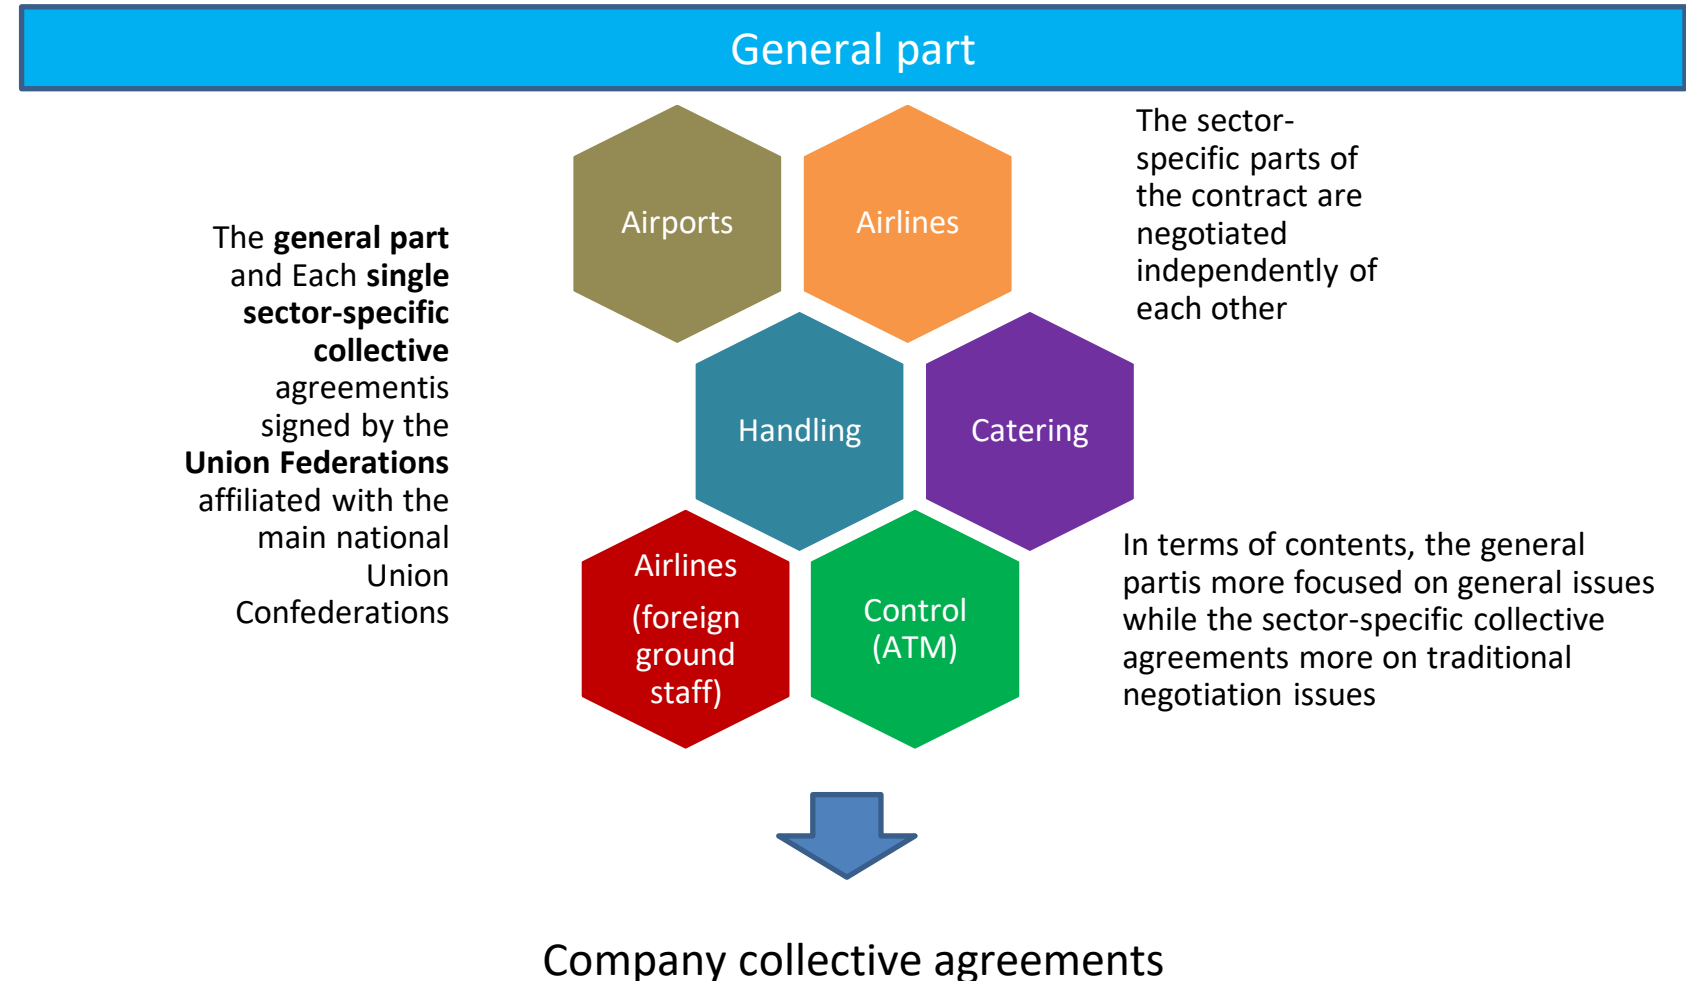 General part
The general part
and Each single
sector-specific
collective
agreementis
signed by the
Union Federations
affiliated with the
main national
Union
Confederations
Airports
Airlines
Handling
Catering
Airlines
(foreign
ground
staff)
Control
(ATM)
The sector-
specific parts of
the contract are
negotiated
independently of
each other
In terms of contents, the general
partis more focused on general issues
while the sector-specific collective
agreements more on traditional
negotiation issues
Company collective agreements